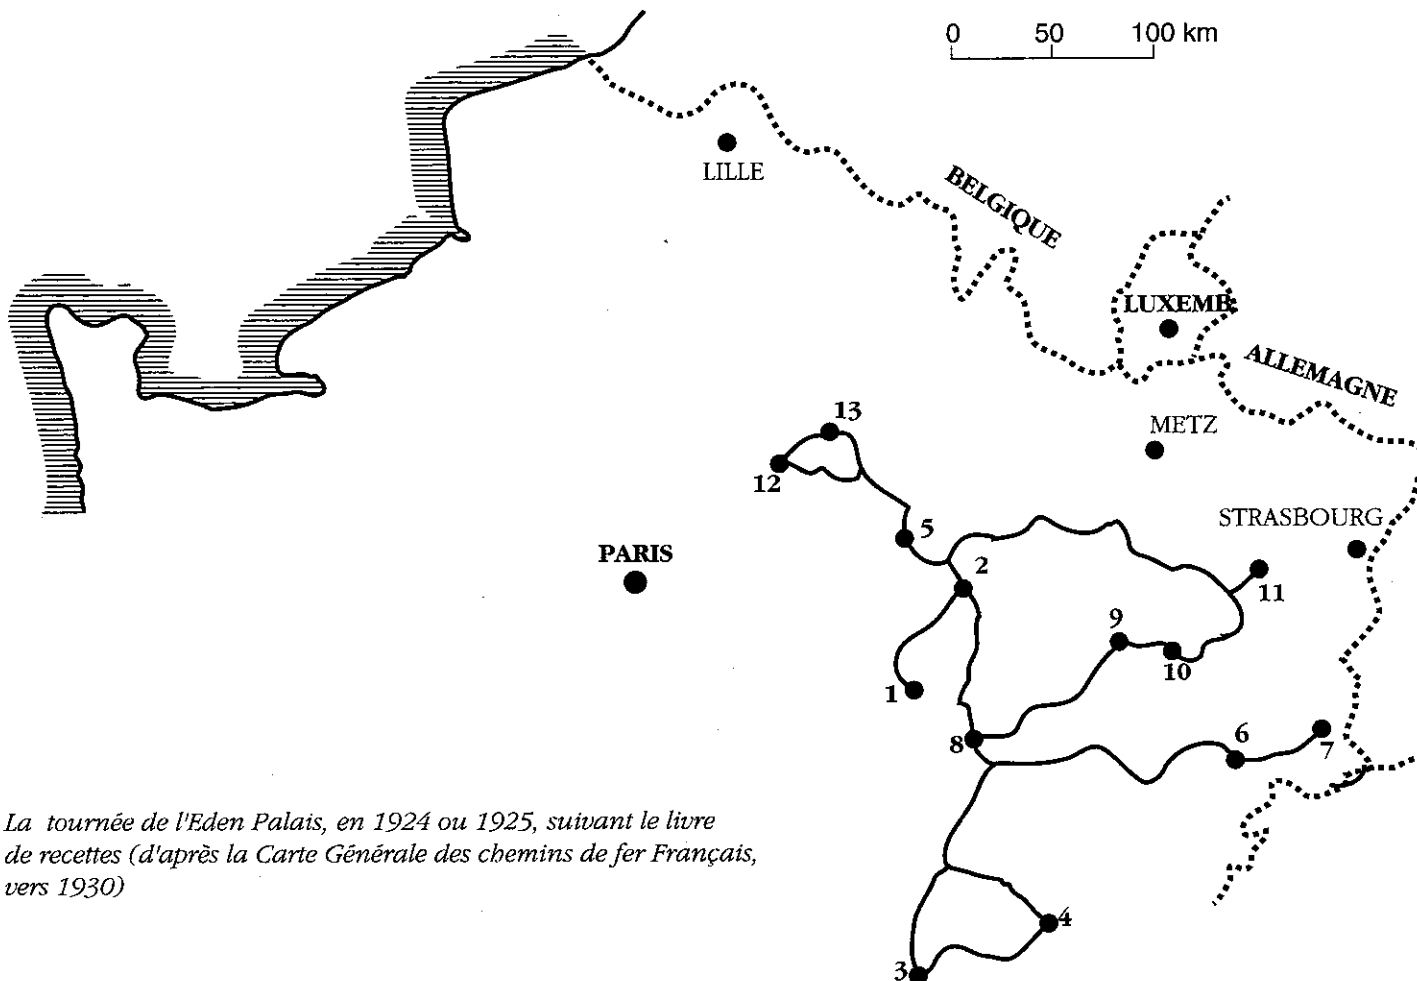 0 50 100 km
LILLE
BELGIQUE
LUXEMB.
ALLEMAGNE
13
METZ
12
STRASBOURG
5
PARIS
2
11
9
10
1
8
6
7
La tournée de l'Eden Palais, en 1924 ou 1925, suivant le livre
de recettes (d'après la Carte Générale des chemins de fer Français,
vers 1930)
4
3